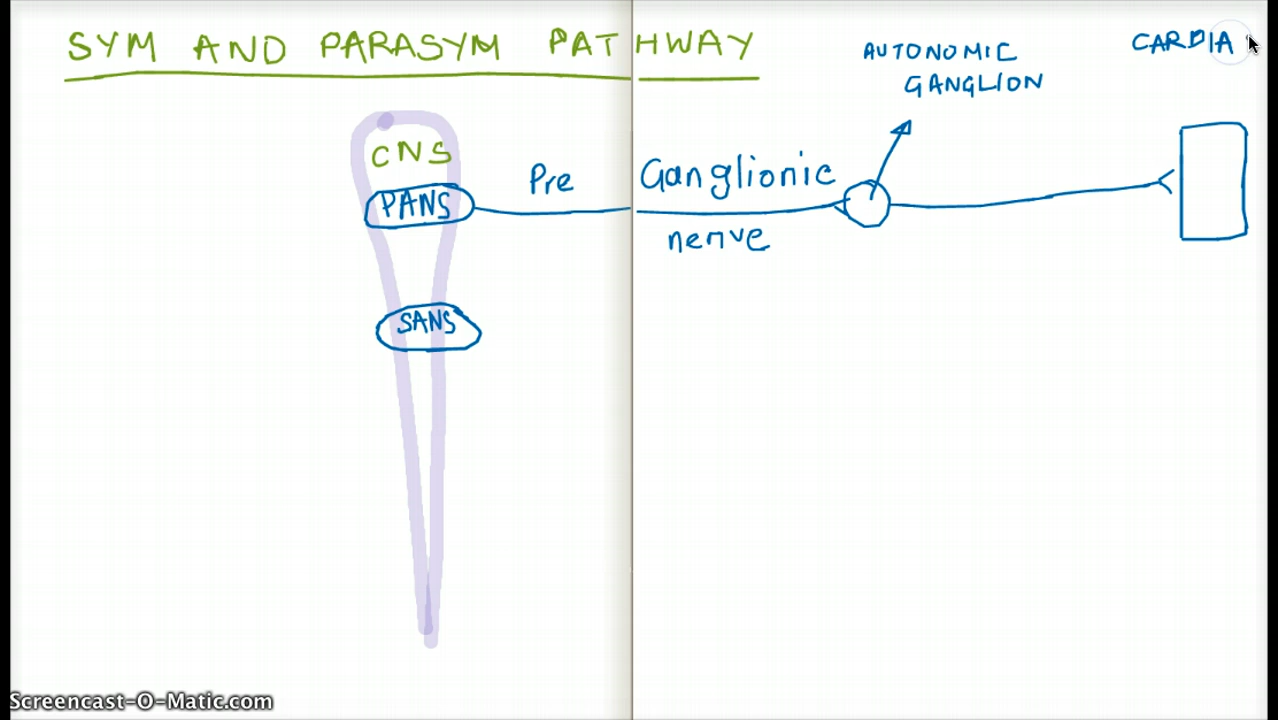 SYM AND PARASYM PATHWAY
AUTONOMIC
GANGLION
CARDIA
CNS
PANS
Pre Ganglionic
nerve
SANS
Screencast-O-Matic.com